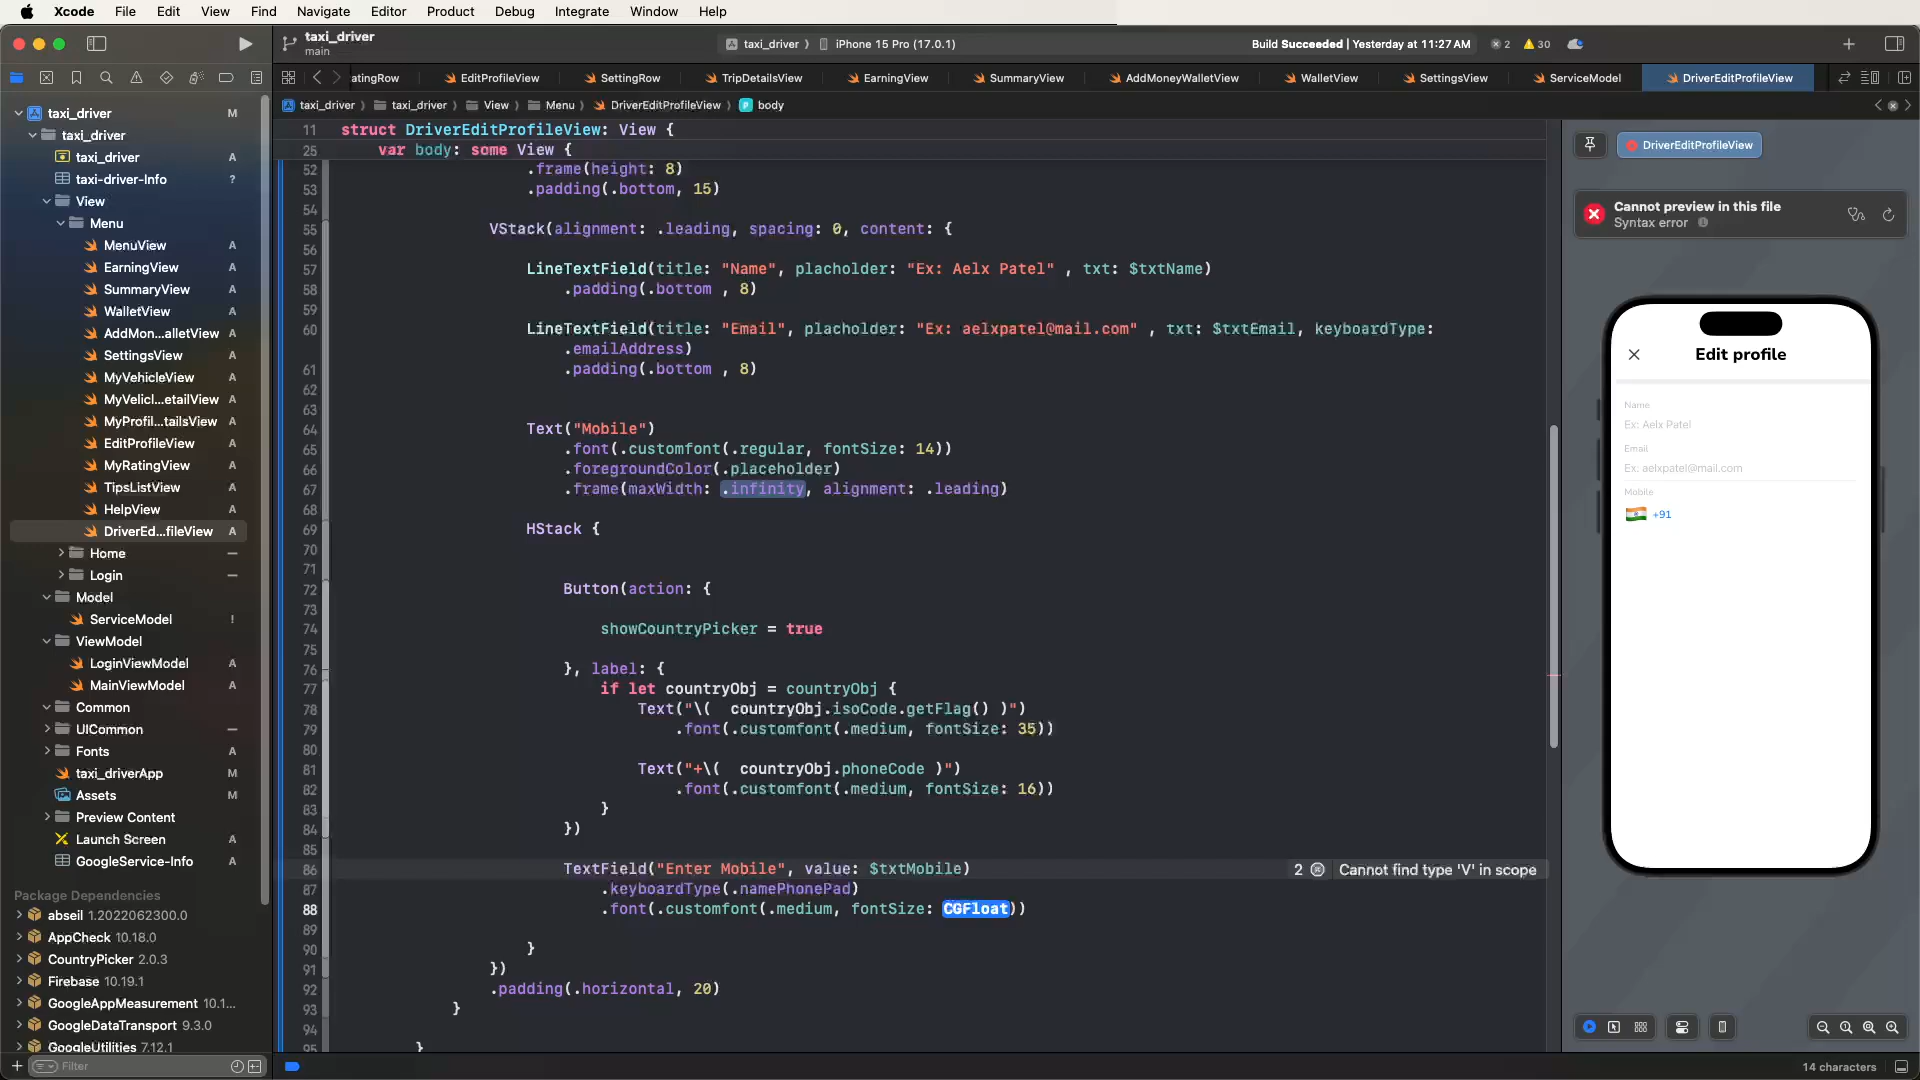 Xcode File Edit View Find Navigate Editor Product Debug Integrate Window Help
taxi_driver
main
taxi_driver iPhone 15 Pro (17.0.1)
Build Succeeded | Yesterday at 11:27 AM
2 30
atingRow EditProfileView SettingRow TripDetailsView EarningView SummaryView AddMoneyWalletView WalletView SettingsView ServiceModel DriverEditProfileView
taxi_driver taxi_driver View Menu DriverEditProfileView body
taxi_driver M
taxi_driver
taxi_driver A
taxi-driver-Info ?
View
Menu
MenuView A
EarningView A
SummaryView A
WalletView A
AddMon...alletView A
SettingsView A
MyVehicleView A
MyVelicl...etailView A
MyProfil...tailsView A
EditProfileView A
MyRatingView A
TipsListView A
HelpView A
DriverEd...fileView A
Home
Login
Model
ServiceModel !
ViewModel
LoginViewModel A
MainViewModel A
Common
UICommon
Fonts A
taxi_driverApp M
Assets M
Preview Content
Launch Screen A
GoogleService-Info A
Package Dependencies
abseil 1.2022062300.0
AppCheck 10.18.0
CountryPicker 2.0.3
Firebase 10.19.1
GoogleAppMeasurement 10.1...
GoogleDataTransport 9.3.0
GoogleUtilities 7.12.1
Filter
11 struct DriverEditProfileView: View {
25 var body: some View {
52 .frame(height: 8)
53 .padding(.bottom, 15)
54
55 VStack(alignment: .leading, spacing: 0, content: {
56
57 LineTextField(title: "Name", placholder: "Ex: Aelx Patel" , txt: $txtName)
58 .padding(.bottom , 8)
59
60 LineTextField(title: "Email", placholder: "Ex: aelxpatel@mail.com" , txt: $txtEmail, keyboardType:
.emailAddress)
61 .padding(.bottom , 8)
62
63
64 Text("Mobile")
65 .font(.customfont(.regular, fontSize: 14))
66 .foregroundColor(.placeholder)
67 .frame(maxWidth: .infinity, alignment: .leading)
68
69 HStack {
70
71
72 Button(action: {
73
74 showCountryPicker = true
75
76 }, label: {
77 if let countryObj = countryObj {
78 Text("\( countryObj.isoCode.getFlag() )")
79 .font(.customfont(.medium, fontSize: 35))
80
81 Text("+\( countryObj.phoneCode )")
82 .font(.customfont(.medium, fontSize: 16))
83 }
84 })
85
86 TextField("Enter Mobile", value: $txtMobile) 2 Cannot find type 'V' in scope
87 .keyboardType(.namePhonePad)
88 .font(.customfont(.medium, fontSize: CGFloat))
89
90 }
91 })
92 .padding(.horizontal, 20)
93 }
94
95 }
DriverEditProfileView
Cannot preview in this file
Syntax error
Edit profile
Name
Ex: Aelx Patel
Email
Ex: aelxpatel@mail.com
Mobile
+91
14 characters